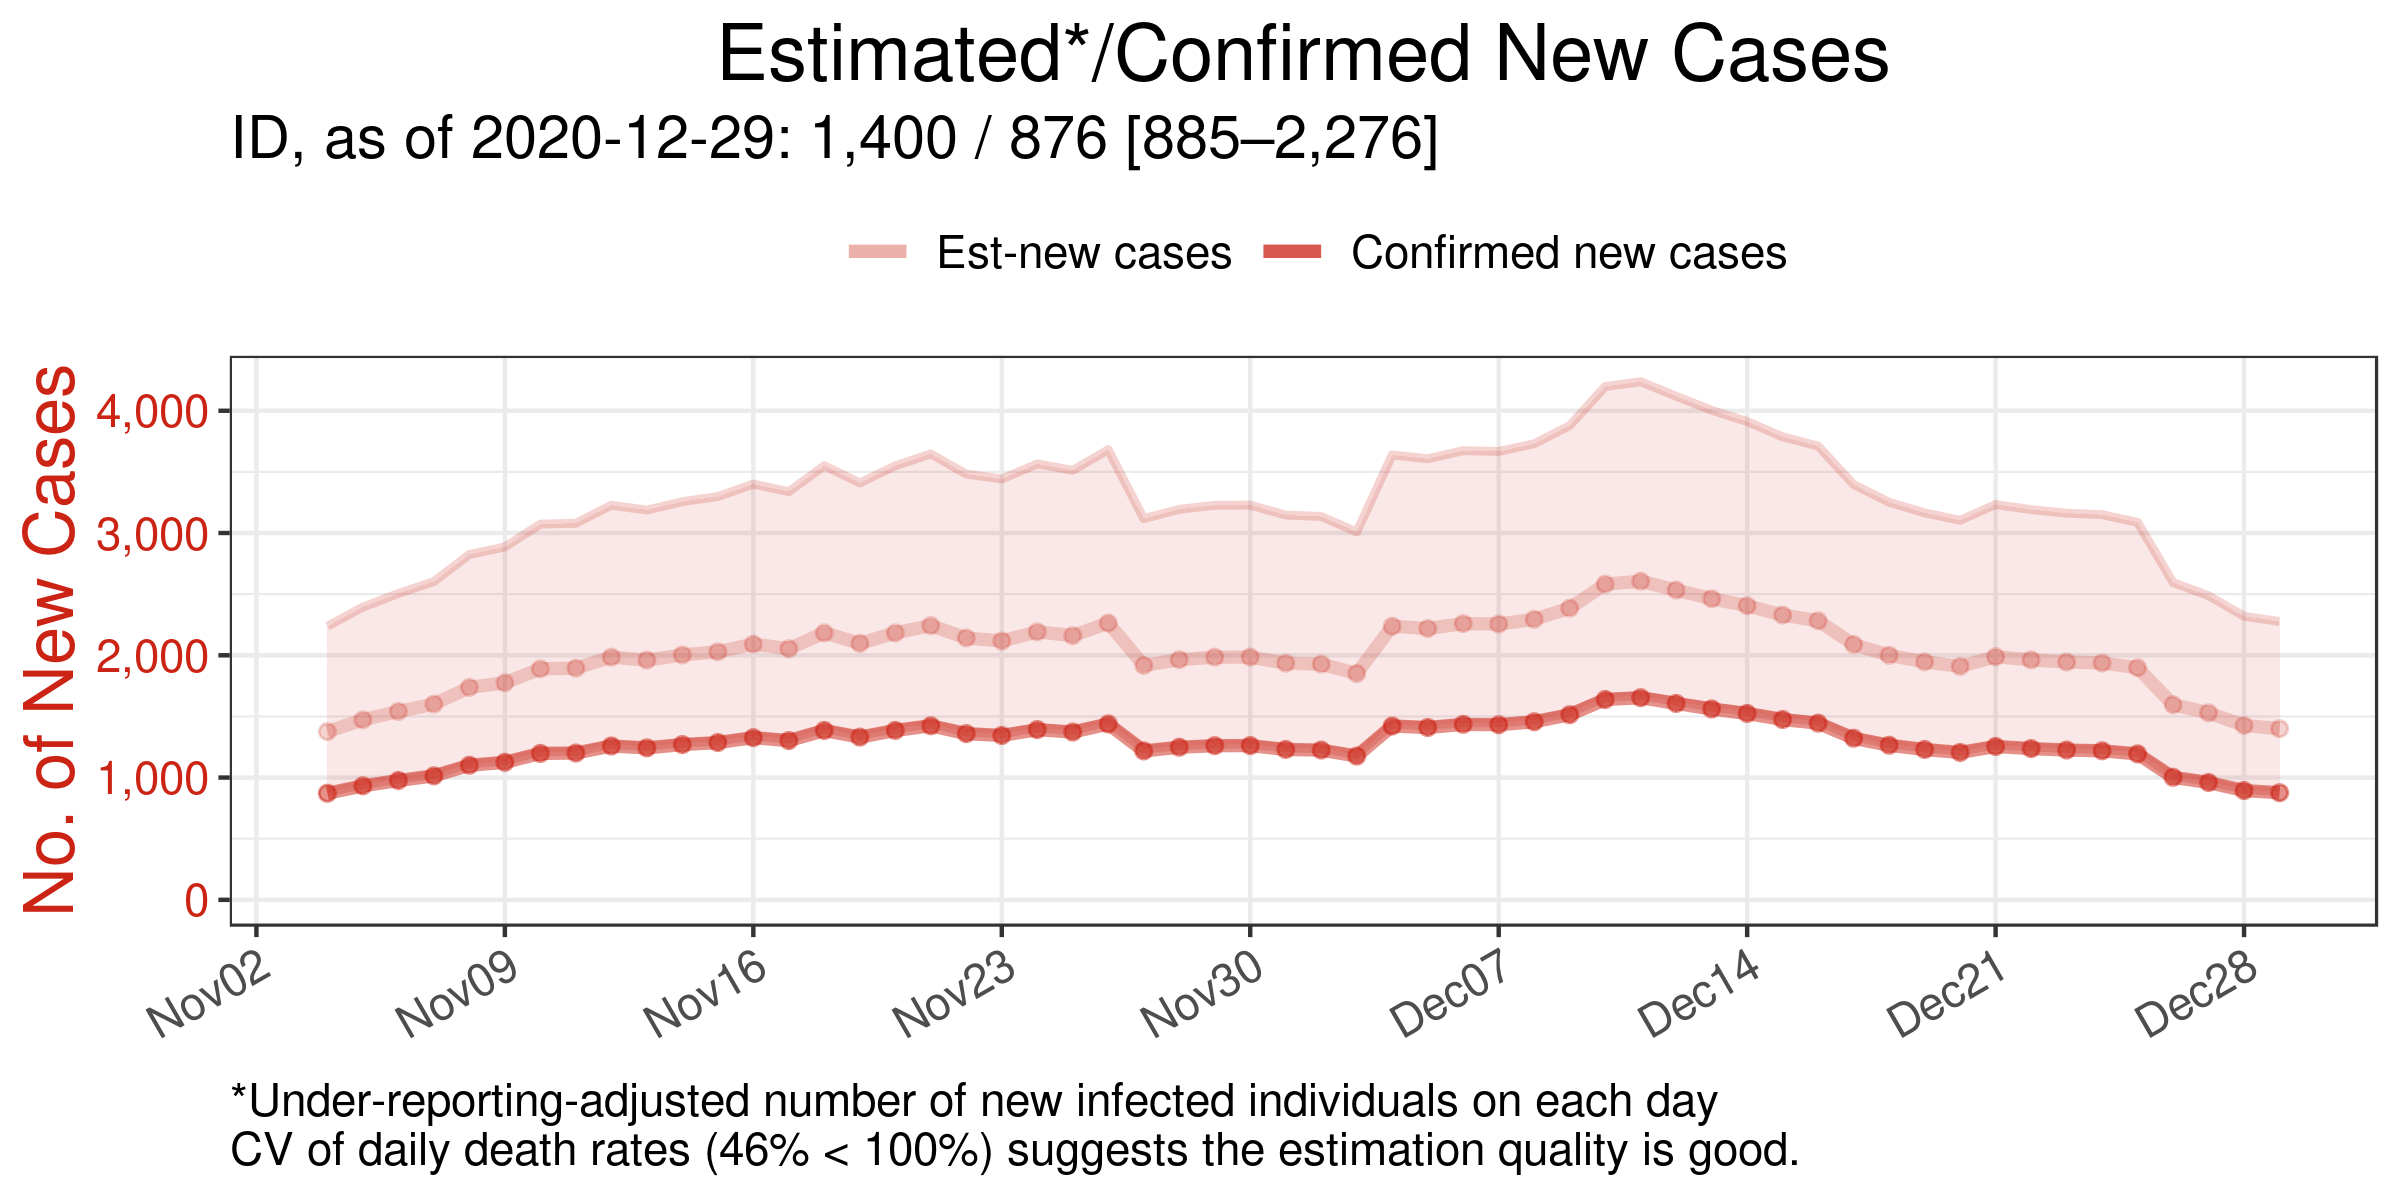 Estimated*/Confirmed New Cases
ID, as of 2020-12-29: 1,400 / 876 [885–2,276]
Est-new cases
Confirmed new cases
No. of New Cases
4,000
3,000
2,000
1,000
0
Nov02
Nov09
Nov16
Nov23
Nov30
Dec07
Dec14
Dec21
Dec28
*Under-reporting-adjusted number of new infected individuals on each day
CV of daily death rates (46% < 100%) suggests the estimation quality is good.